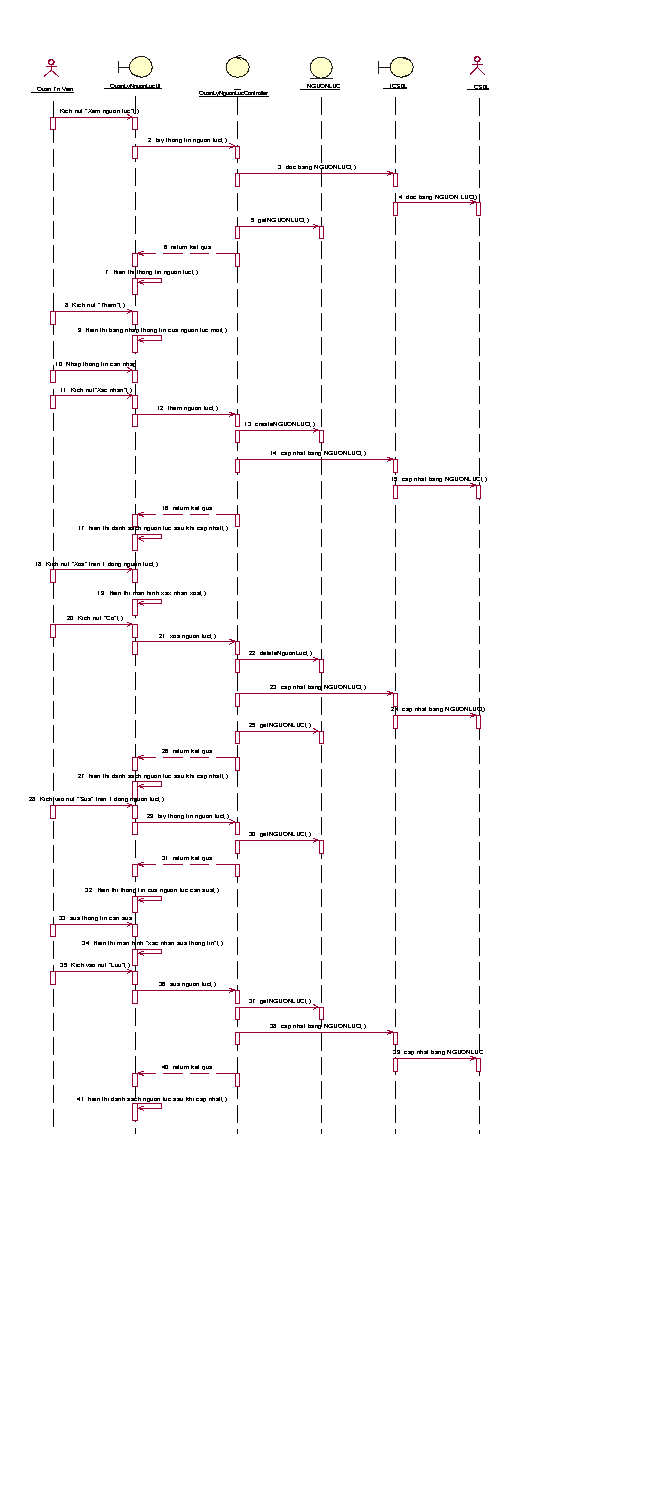 Quan Tri Vien
QuanLyNguonLucUI
QuanLyNguonLucController
NGUONLUC
ICSDL
CSDL
Kich nut "Xem nguon luc"( )
2 lay thong tin nguon luc( )
3 doc bang NGUONLUC( )
4 doc bang NGUONLUC()
5 getNGUONLUC( )
6 return ket qua
7 Hien thi thong tin nguon luc( )
8 Kich nut "Them"( )
9 Hien thi bang nhap thong tin cua nguon luc moi( )
10 Nhap thong tin can nhap
11 Kich nut"Xac nhan"( )
12 them nguon luc( )
13 createNGUONLUC( )
14 cap nhat bang NGUONLUC( )
15 cap nhat bang NGUONLUC( )
16 return ket qua
17 hien thi danh sach nguon luc sau khi cap nhat( )
18 Kich nut "Xoa" tren 1 dong nguon luc( )
19 Hien thi man hinh xax nhan xoa( )
20 Kich nut "Co"( )
21 xoa nguon luc( )
22 deleteNguonLuc( )
23 cap nhat bang NGUONLUC( )
24 cap nhat bang NGUONLUC()
25 getNGUONLUC( )
26 return ket qua
27 hien thi danh sach nguon luc sau khi cap nhat( )
28 Kich vao nut "Sua" tren 1 dong nguon luc( )
29 lay thong tin nguon luc( )
30 getNGUONLUC( )
31 return ket qua
32 Hien thi thong tin cua nguon luc can sua( )
33 sua thong tin can sua
34 Hien thi man hinh "xac nhan sua thong tin"( )
35 Kich vao nut "Luu"( )
36 sua nguon luc( )
37 getNGUONLUC( )
38 cap nhat bang NGUONLUC( )
39 cap nhat bang NGUONLUC
40 return ket qua
41 hien thi danh sach nguon luc sau khi cap nhat( )